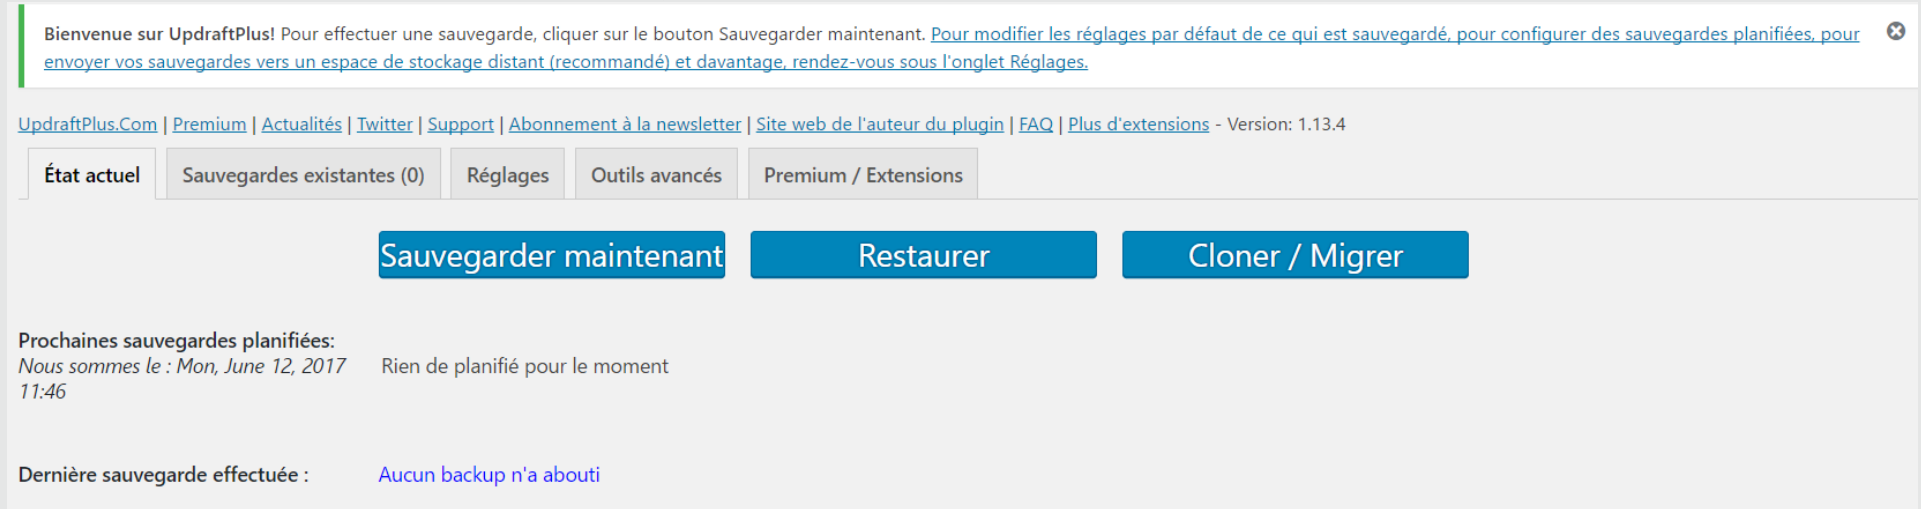 Bienvenue sur UpdraftPlus! Pour effectuer une sauvegarde, cliquer sur le bouton Sauvegarder maintenant. Pour modifier les réglages par défaut de ce qui est sauvegardé, pour configurer des sauvegardes planifiées, pour
envoyer vos sauvegardes vers un espace de stockage distant (recommandé) et davantage, rendez-vous sous l'onglet Réglages.
UpdraftPlus.Com | Premium | Actualités | Twitter | Support | Abonnement à la newsletter | Site web de l'auteur du plugin | FAQ | Plus d'extensions - Version: 1.13.4
État actuel Sauvegardes existantes (0) Réglages Outils avancés Premium / Extensions
Sauvegarder maintenant Restaurer Cloner / Migrer
Prochaines sauvegardes planifiées:
Nous sommes le : Mon, June 12, 2017 Rien de planifié pour le moment
11:46
Dernière sauvegarde effectuée : Aucun backup n'a abouti